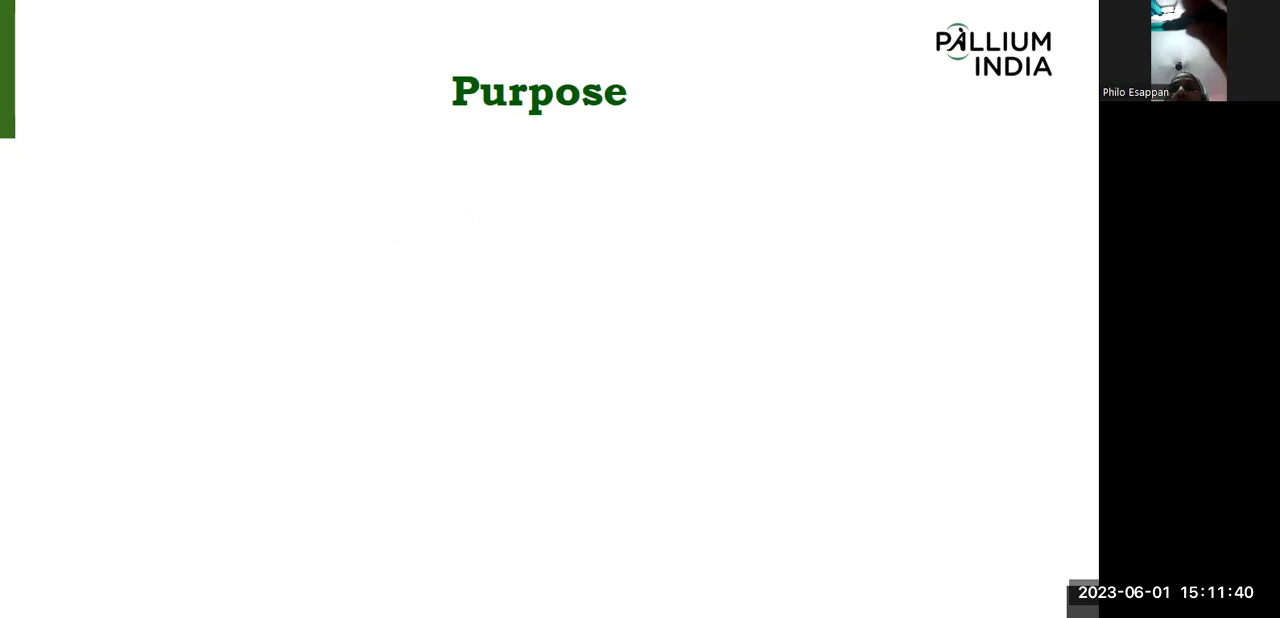 PALLIUM
INDIA
Purpose
Philo Esappan
2023-06-01 15:11:40